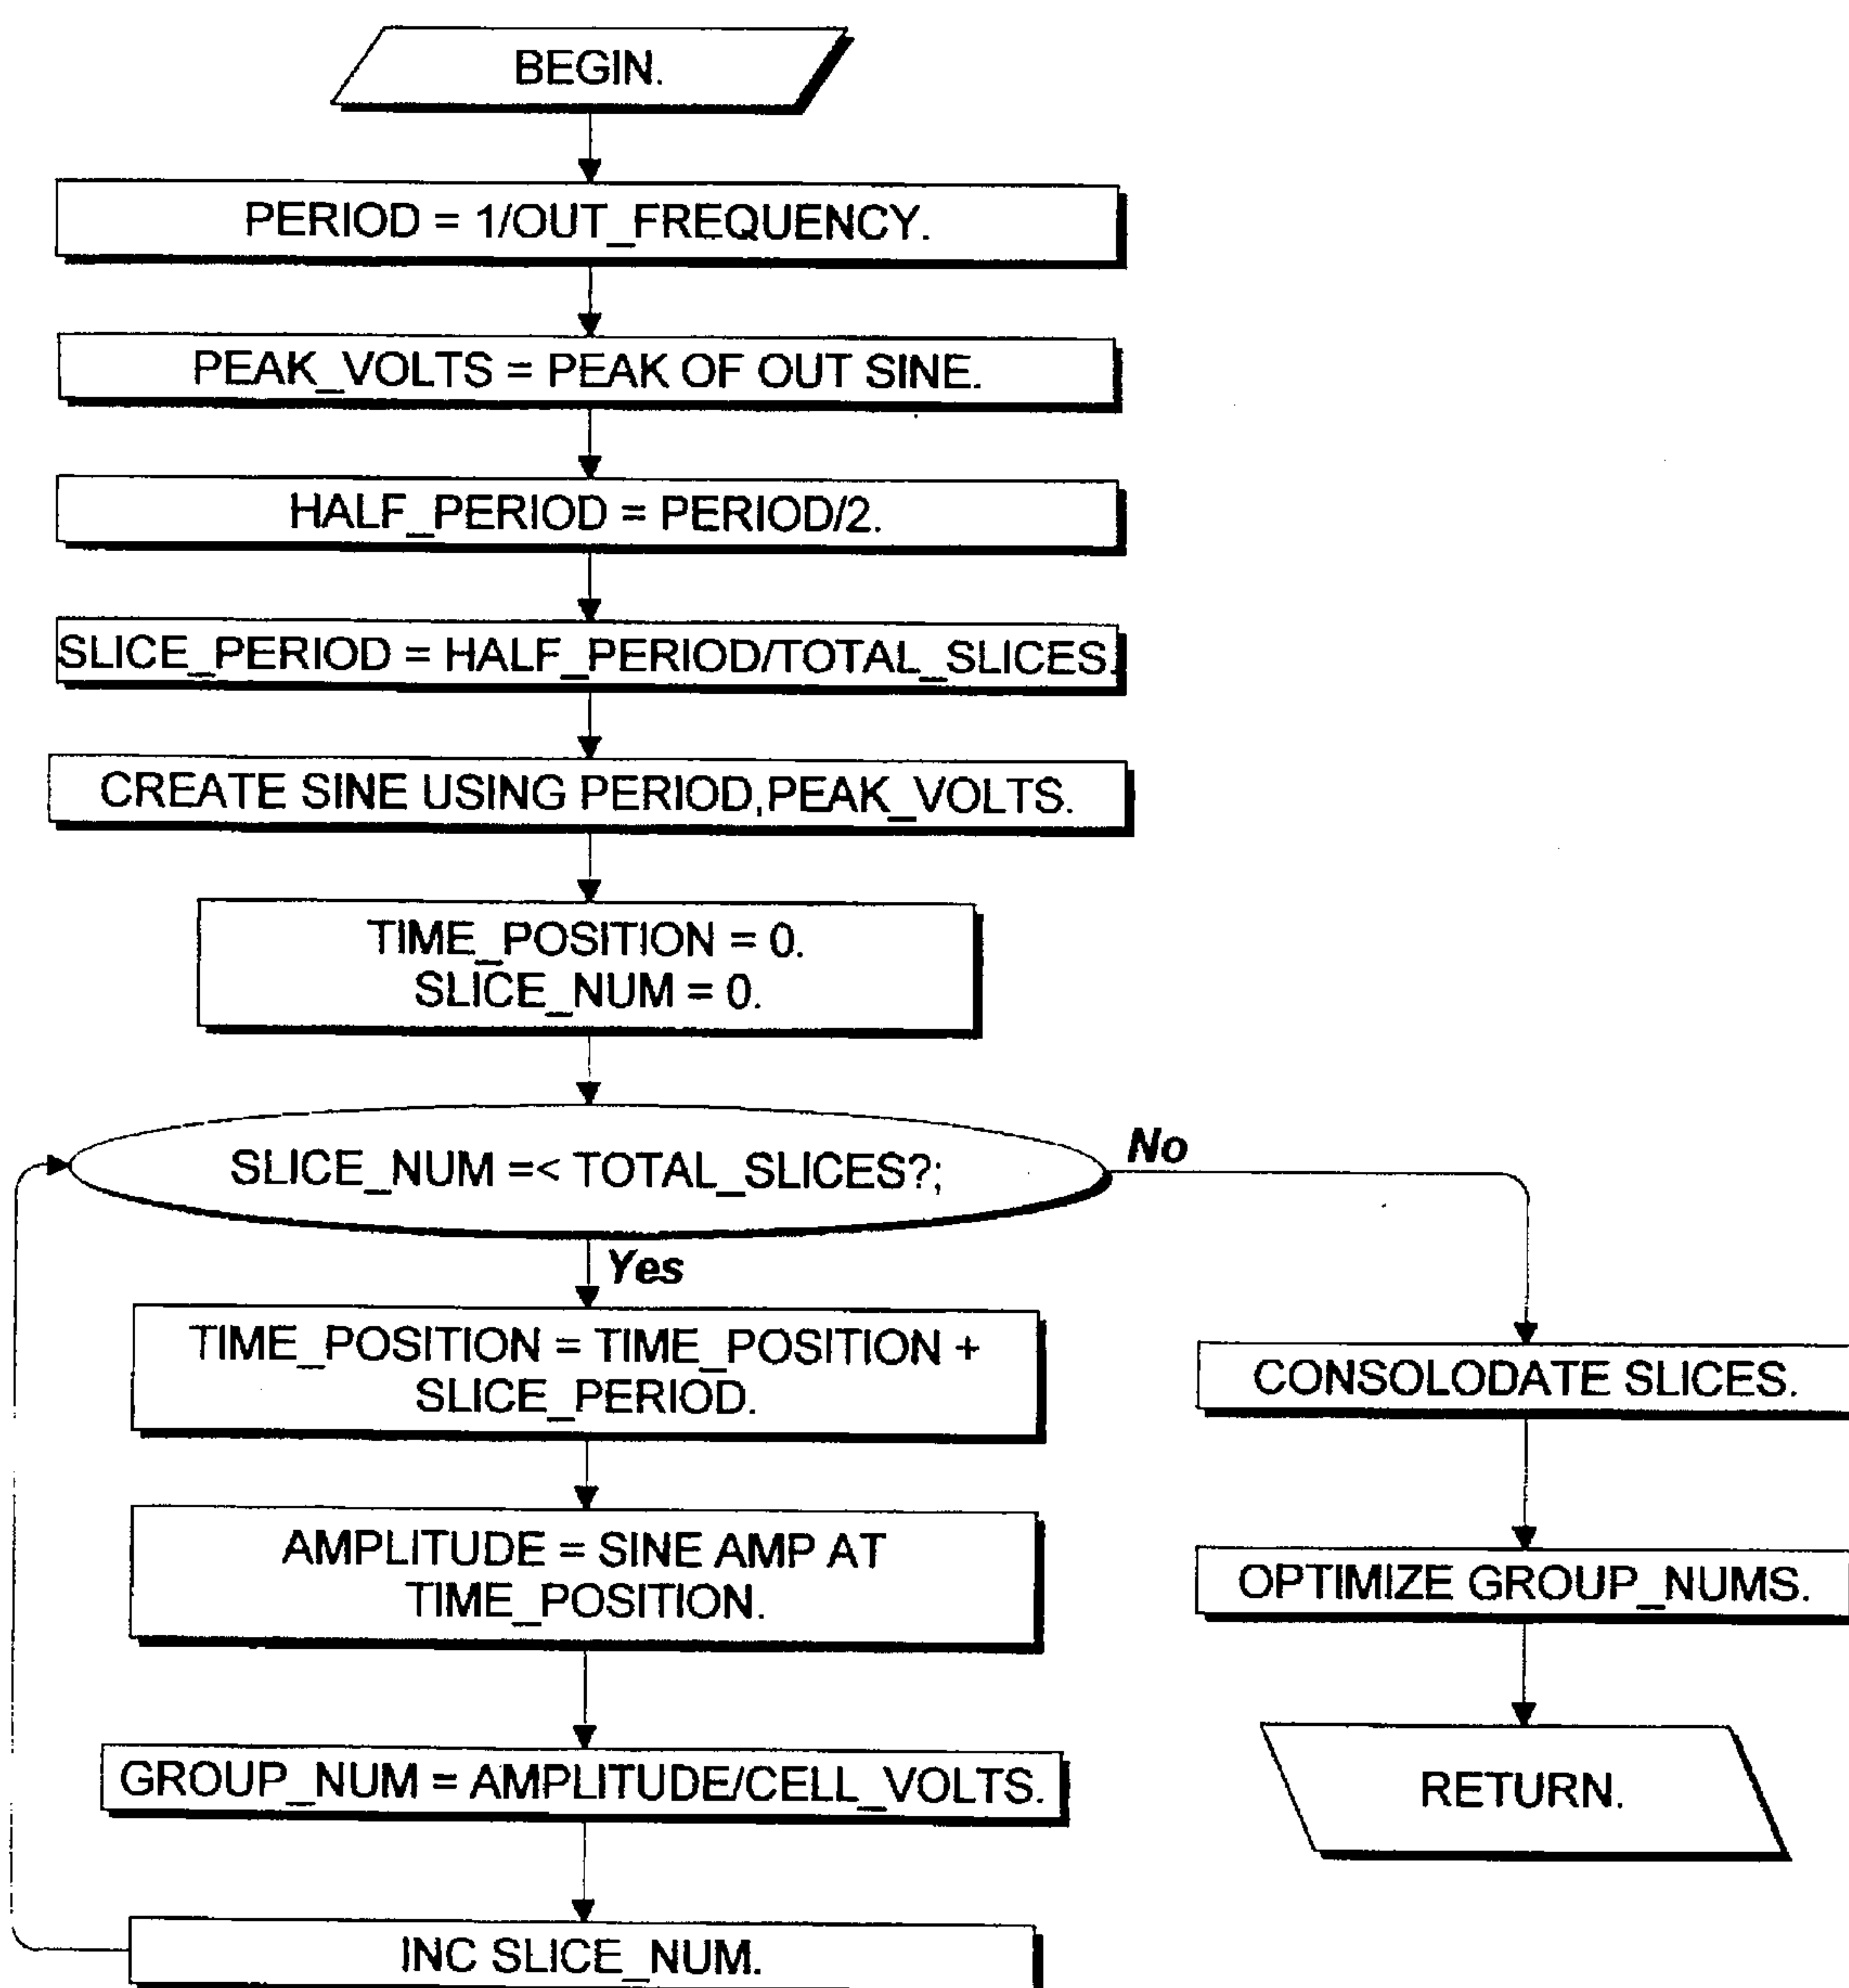 BEGIN.
PERIOD = 1/OUT_FREQUENCY.
PEAK_VOLTS = PEAK OF OUT SINE.
HALF_PERIOD = PERIOD/2.
SLICE_PERIOD = HALF_PERIOD/TOTAL_SLICES.
CREATE SINE USING PERIOD,PEAK_VOLTS.
TIME_POSITION = 0.
SLICE_NUM = 0.
SLICE_NUM =< TOTAL_SLICES?;
No
Yes
TIME_POSITION = TIME_POSITION +
SLICE_PERIOD.
AMPLITUDE = SINE AMP AT
TIME_POSITION.
GROUP_NUM = AMPLITUDE/CELL_VOLTS.
INC SLICE_NUM.
CONSOLODATE SLICES.
OPTIMIZE GROUP_NUMS.
RETURN.